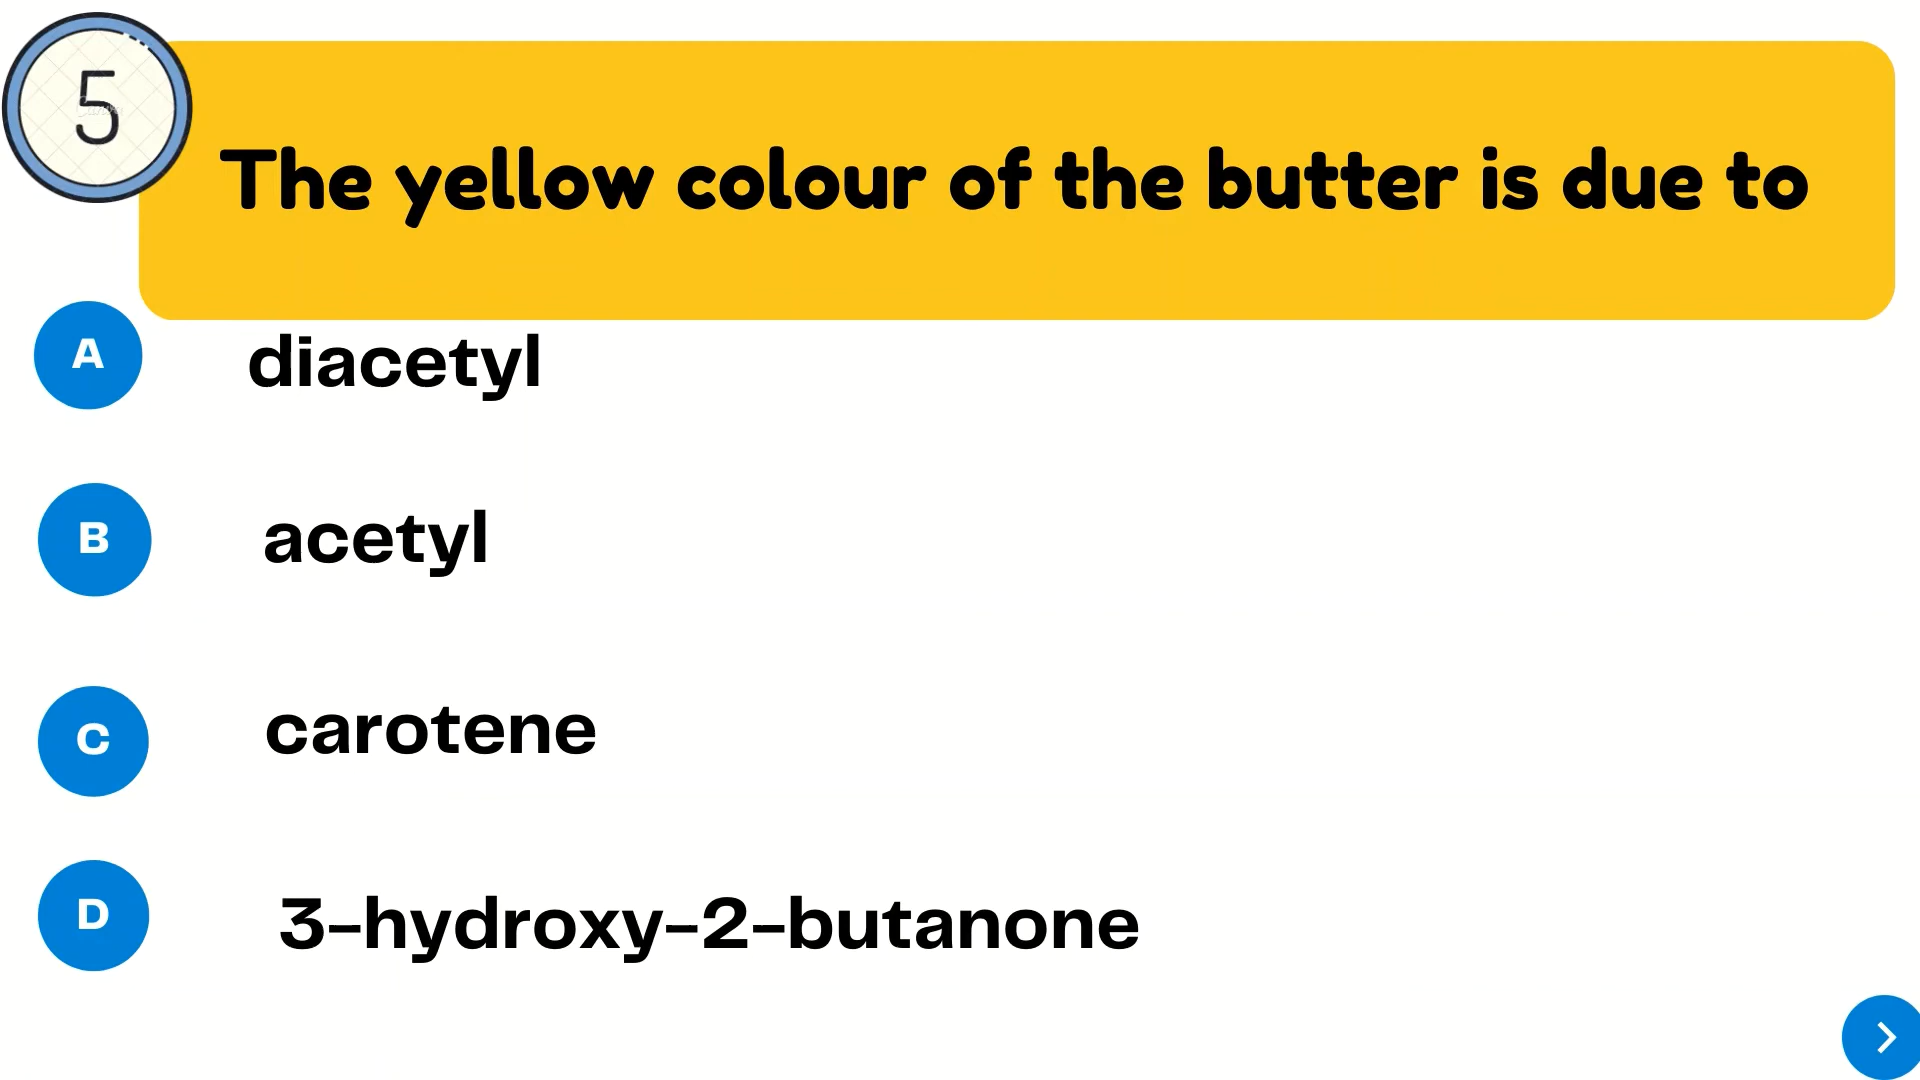 5
The yellow colour of the butter is due to
A diacetyl
B acetyl
C carotene
D 3-hydroxy-2-butanone